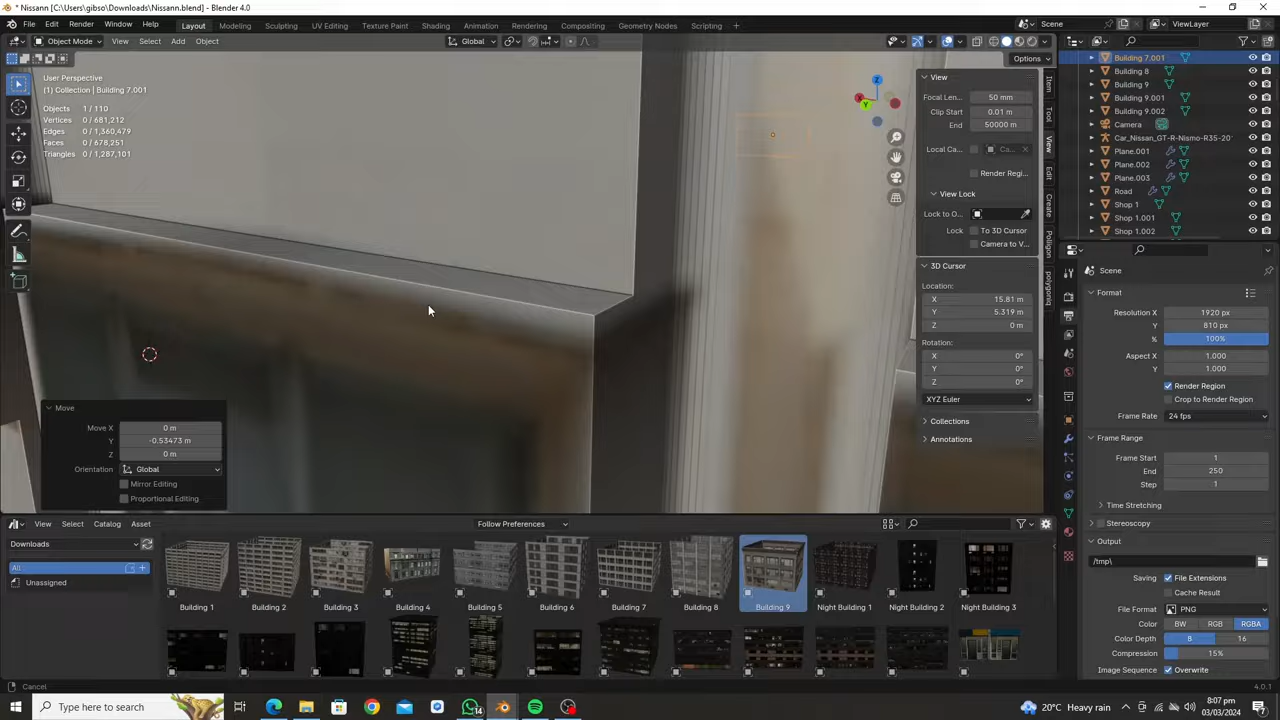 * Nissann.blend [C:\Users\gibso\Downloads\Nissann.blend] - Blender 4.0
File Edit Render Window Help Layout Modeling Sculpting UV Editing Texture Paint Shading Animation Rendering Compositing Geometry Nodes Scripting + Scene ViewLayer
Object Mode View Select Add Object Global
Options
User Perspective
(1) Collection | Building 7.001
Objects 1 / 110
Vertices 681,212
Edges 1,360,479
Faces 678,251
Triangles 1,287,101
View
Focal Len... 50 mm
Clip Start 0.01 m
End 50000 m
Local Ca... Ca...
Render Regi...
View Lock
Lock to O...
Lock To 3D Cursor
Camera to V...
3D Cursor
Location:
X 15.81 m
Y 5.319 m
Z 0 m
Rotation:
X 0°
Y 0°
Z 0°
XYZ Euler
Collections
Annotations
Item
Tool
View
Edit
Create
Poliigon
polygoniq
Move
Move X 0 m
Y -0.53473 m
Z 0 m
Orientation Global
Mirror Editing
Proportional Editing
Building 7.001
Building 8
Building 9
Building 9.001
Building 9.002
Camera
Car_Nissan_GT-R-Nismo-R35-20
Plane.001
Plane.002
Plane.003
Road
Shop 1
Shop 1.001
Shop 1.002
Scene
Format
Resolution X 1920 px
Y 810 px
% 100%
Aspect X 1.000
Y 1.000
Render Region
Crop to Render Region
Frame Rate 24 fps
Frame Range
Frame Start 1
End 250
Step 1
Time Stretching
Stereoscopy
Output
/tmp\
Saving File Extensions
Cache Result
File Format PNG
Color BW RGB RGBA
Color Depth 8 16
Compression 15%
Image Sequence Overwrite
View Select Catalog Asset Follow Preferences
Downloads
All
Unassigned
Building 1 Building 2 Building 3 Building 4 Building 5 Building 6 Building 7 Building 8 Building 9 Night Building 1 Night Building 2 Night Building 3
Cancel
4.0.1
Type here to search
14
20°C Heavy rain
8:07 pm
03/03/2024